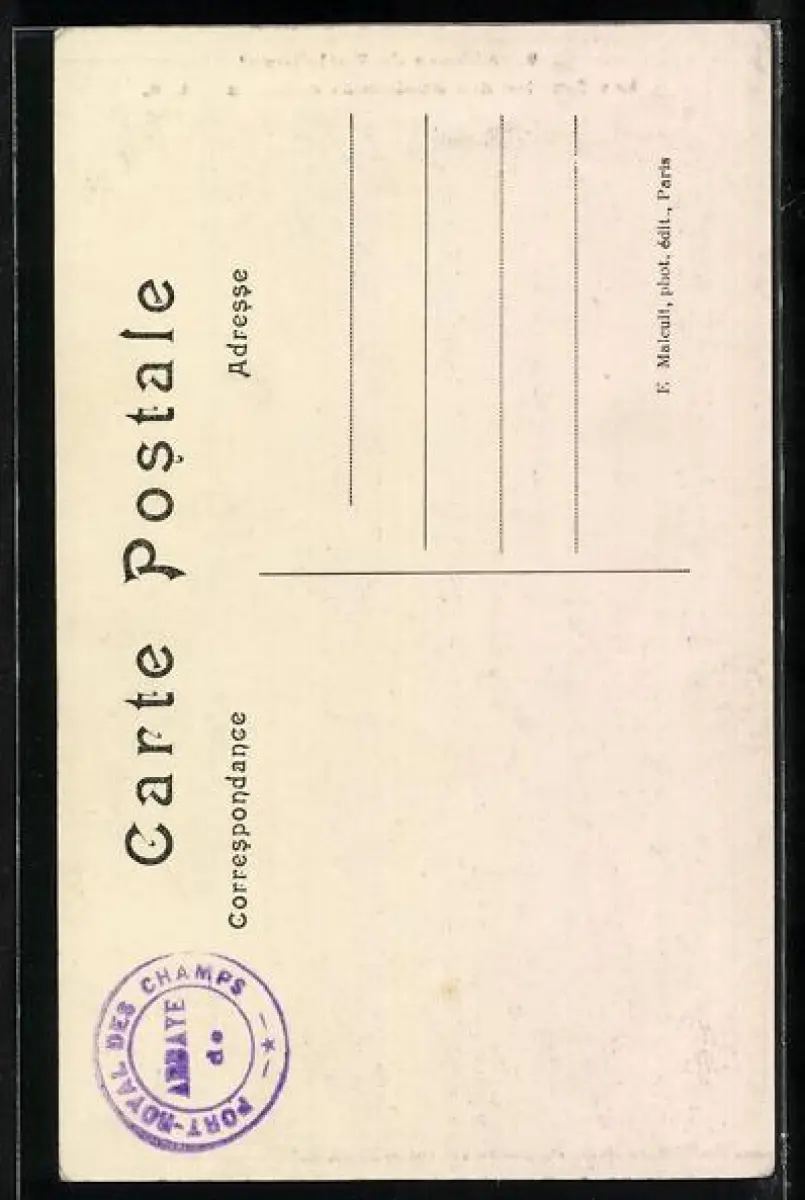 Carte Postale
Correspondance
Adresse
F. Malcuit, phot. édit., Paris
PORT-ROYAL DES CHAMPS
ABBAYE
de